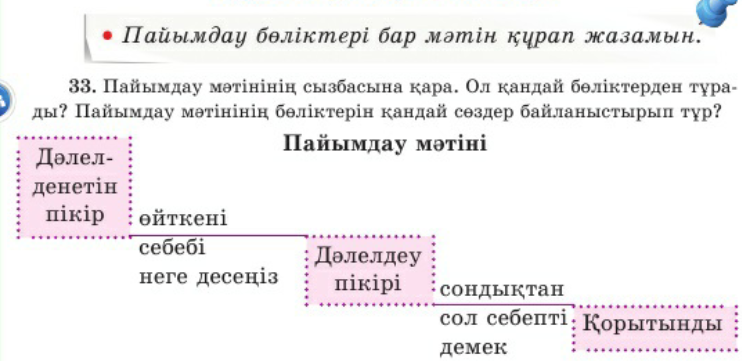 • Пайымдау бөліктері бар мәтін құрап жазамын.
33. Пайымдау мәтінінің сызбасына қара. Ол қандай бөліктерден тұра-
ды? Пайымдау мәтінінің бөліктерін қандай сөздер байланыстырып тұр?
Пайымдау мәтіні
Дәлел-
денетін
пікір
өйткені
себебі
неге десеңіз
Дәлелдеу
пікірі
сондықтан
сол себепті
демек
Қорытынды